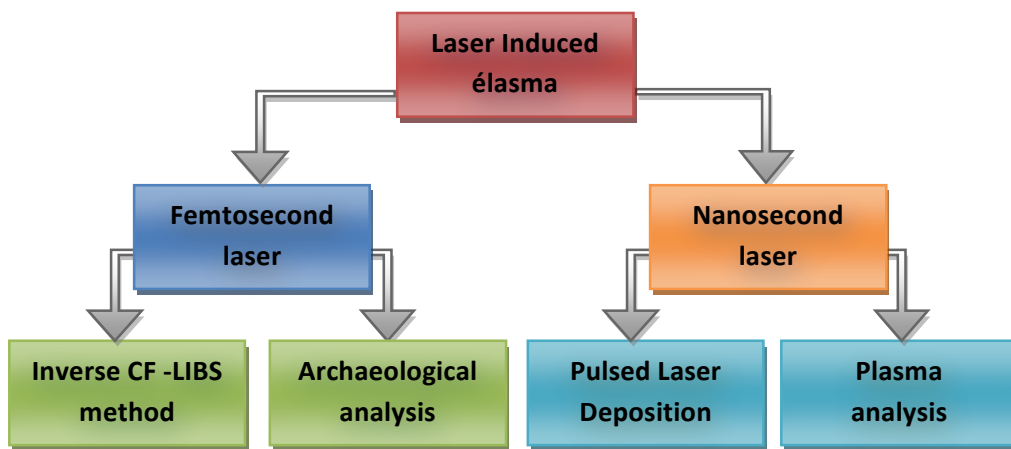 Laser Induced
élasma
Femtosecond
laser
Nanosecond
laser
Inverse CF -LIBS
method
Archaeological
analysis
Pulsed Laser
Deposition
Plasma
analysis